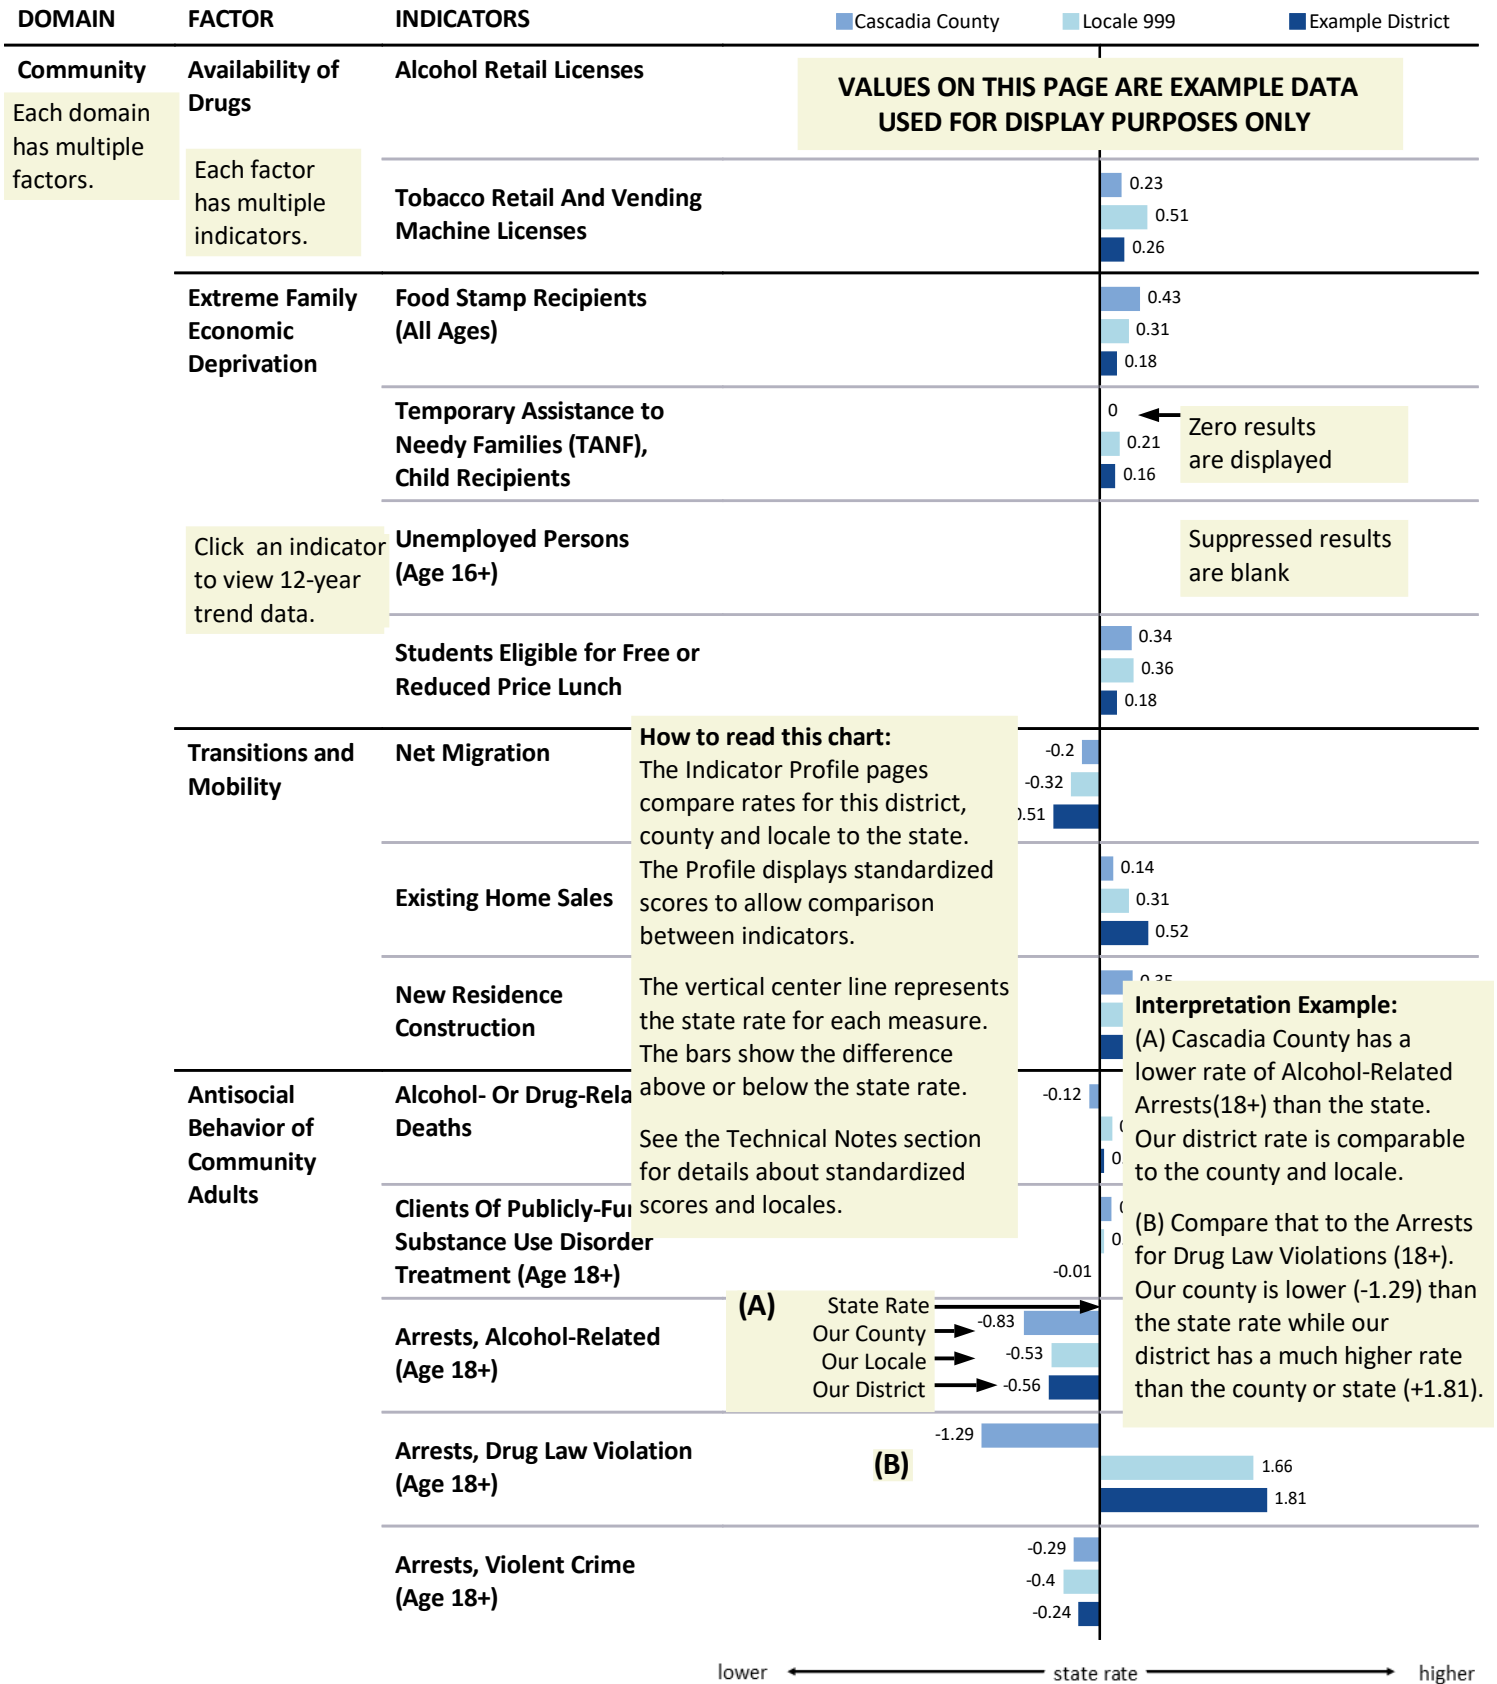 DOMAIN FACTOR INDICATORS Cascadia County Locale 999 Example District
Community
Each domain
has multiple
factors.
Availability of
Drugs
Each factor
has multiple
indicators.
Alcohol Retail Licenses
VALUES ON THIS PAGE ARE EXAMPLE DATA
USED FOR DISPLAY PURPOSES ONLY
Tobacco Retail And Vending
Machine Licenses
0.23
0.51
0.26
Extreme Family
Economic
Deprivation
Food Stamp Recipients
(All Ages)
0.43
0.31
0.18
Temporary Assistance to
Needy Families (TANF),
Child Recipients
0
0.21
0.16
Zero results
are displayed
Click an indicator
to view 12-year
trend data.
Unemployed Persons
(Age 16+)
Suppressed results
are blank
Students Eligible for Free or
Reduced Price Lunch
0.34
0.36
0.18
Transitions and
Mobility
Net Migration
-0.2
-0.32
.51
How to read this chart:
The Indicator Profile pages
compare rates for this district,
county and locale to the state.
The Profile displays standardized
scores to allow comparison
between indicators.
The vertical center line represents
the state rate for each measure.
The bars show the difference
above or below the state rate.
See the Technical Notes section
for details about standardized
scores and locales.
Existing Home Sales
0.14
0.31
0.52
New Residence
Construction
Interpretation Example:
(A) Cascadia County has a
lower rate of Alcohol-Related
Arrests(18+) than the state.
Our district rate is comparable
to the county and locale.
(B) Compare that to the Arrests
for Drug Law Violations (18+).
Our county is lower (-1.29) than
the state rate while our
district has a much higher rate
than the county or state (+1.81).
Antisocial
Behavior of
Community
Adults
Alcohol- Or Drug-Rela
Deaths
-0.12
Clients Of Publicly-Fu
Substance Use Disorder
Treatment (Age 18+)
-0.01
Arrests, Alcohol-Related
(Age 18+)
(A) State Rate
Our County -0.83
Our Locale -0.53
Our District -0.56
Arrests, Drug Law Violation
(Age 18+)
-1.29
(B)
1.66
1.81
Arrests, Violent Crime
(Age 18+)
-0.29
-0.4
-0.24
lower state rate higher